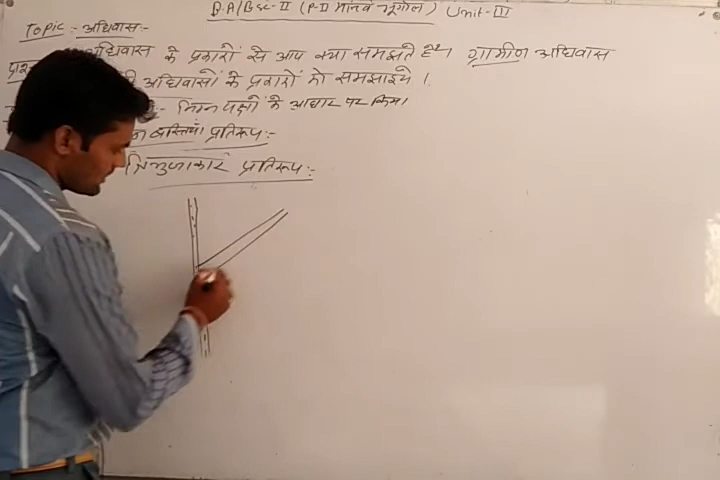 B.A/BSC-II (P-II मानव भूगोल) Unit-III
Topic:- अधिवास:-
अधिवास के प्रकारों से आप क्या समझते हैं। ग्रामीण अधिवास
अधिवासों के प्रकारों को समझाइये।
:- निम्न पक्षों के आधार पर किया
बस्तियां प्रतिरूप:-
त्रिभुजाकार प्रतिरूप:-